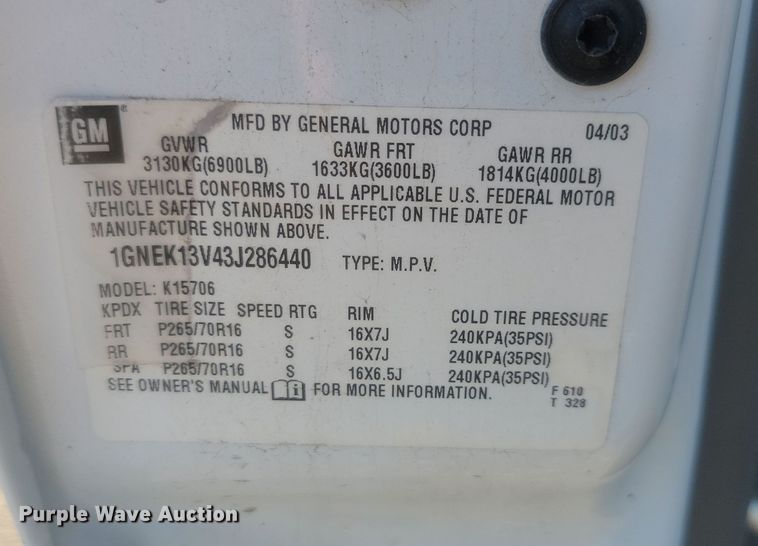 GM ® MFD BY GENERAL MOTORS CORP 04/03
GVWR GAWR FRT GAWR RR
3130KG(6900LB) 1633KG(3600LB) 1814KG(4000LB)
THIS VEHICLE CONFORMS TO ALL APPLICABLE U.S. FEDERAL MOTOR
VEHICLE SAFETY STANDARDS IN EFFECT ON THE DATE OF
MANUFACTURE SHOWN ABOVE.
1GNEK13V43J286440 TYPE: M.P.V.
MODEL: K15706
KPDX TIRE SIZE SPEED RTG RIM COLD TIRE PRESSURE
FRT P265/70R16 S 16X7J 240KPA(35PSI)
RR P265/70R16 S 16X7J 240KPA(35PSI)
SPA P265/70R16 S 16X6.5J 240KPA(35PSI)
SEE OWNER'S MANUAL i FOR MORE INFORMATION.
F 610
T 328
Purple Wave Auction